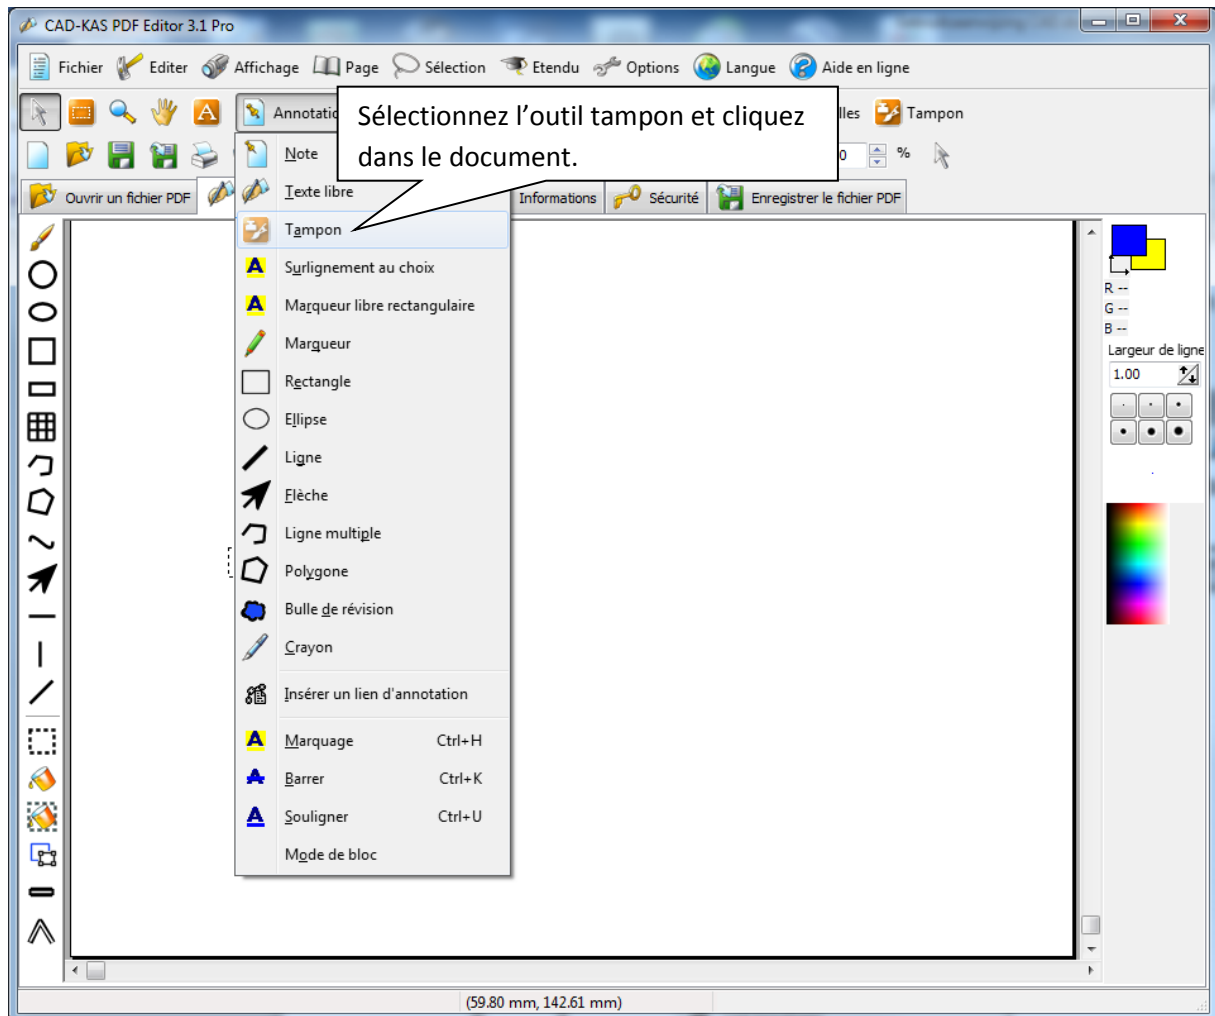 CAD-KAS PDF Editor 3.1 Pro
Fichier Editer Affichage Page Sélection Etendu Options Langue Aide en ligne
Annotatio lles Tampon
Sélectionnez l’outil tampon et cliquez
dans le document.
0 %
Ouvrir un fichier PDF Informations Sécurité Enregistrer le fichier PDF
Note
Texte libre
Tampon
Surlignement au choix
Marqueur libre rectangulaire
Marqueur
Rectangle
Ellipse
Ligne
Flèche
Ligne multiple
Polygone
Bulle de révision
Crayon
Insérer un lien d'annotation
Marquage Ctrl+H
Barrer Ctrl+K
Souligner Ctrl+U
Mode de bloc
R --
G --
B --
Largeur de ligne
1.00
(59.80 mm, 142.61 mm)